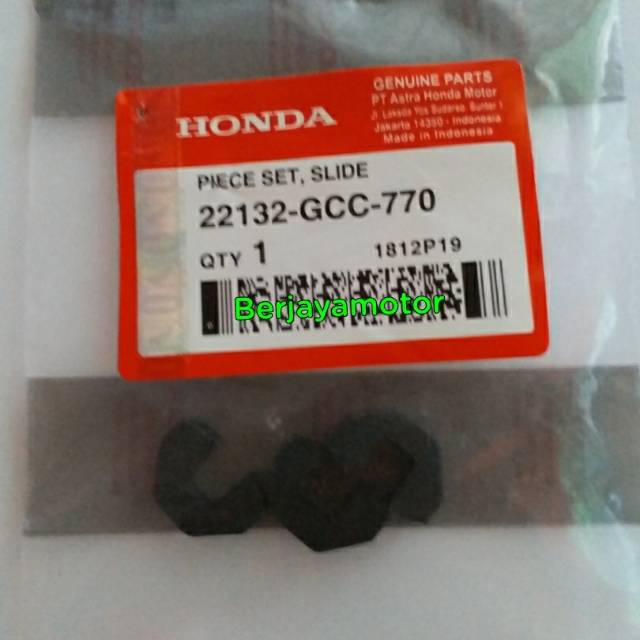 GENUINE PARTS
PT Astra Honda Motor
Jl. Laksda Yos Sudarso, Sunter 1
Jakarta 14350 - Indonesia
Made in Indonesia
HONDA
PIECE SET, SLIDE
22132-GCC-770
QTY 1
1812P19
Berjayamotor